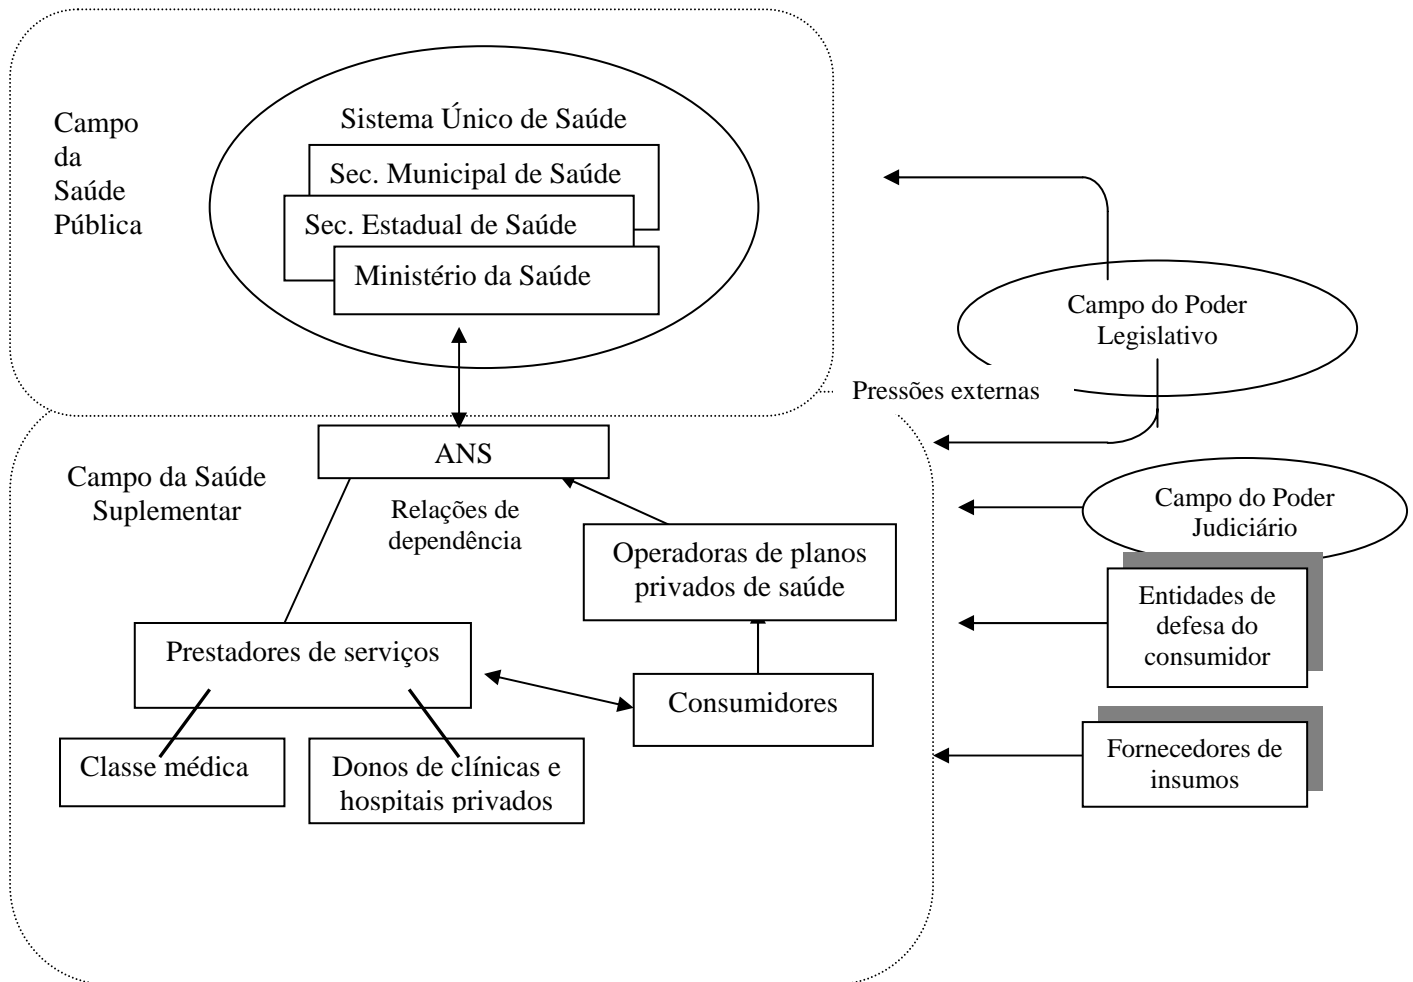 Campo
da
Saúde
Pública
Sistema Único de Saúde
Sec. Municipal de Saúde
Sec. Estadual de Saúde
Ministério da Saúde
Campo do Poder
Legislativo
Pressões externas
ANS
Campo da Saúde
Suplementar
Relações de
dependência
Operadoras de planos
privados de saúde
Campo do Poder
Judiciário
Entidades de
defesa do
consumidor
Prestadores de serviços
Consumidores
Classe médica
Donos de clínicas e
hospitais privados
Fornecedores de
insumos